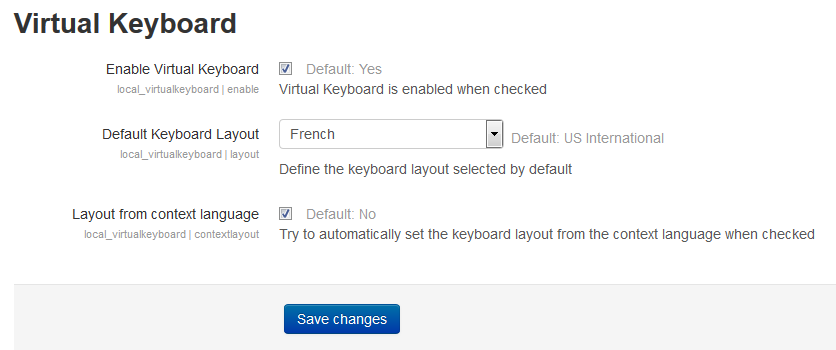 Virtual Keyboard
Enable Virtual Keyboard Default: Yes
local_virtualkeyboard | enable Virtual Keyboard is enabled when checked
Default Keyboard Layout French Default: US International
local_virtualkeyboard | layout
Define the keyboard layout selected by default
Layout from context language Default: No
local_virtualkeyboard | contextlayout Try to automatically set the keyboard layout from the context language when checked
Save changes